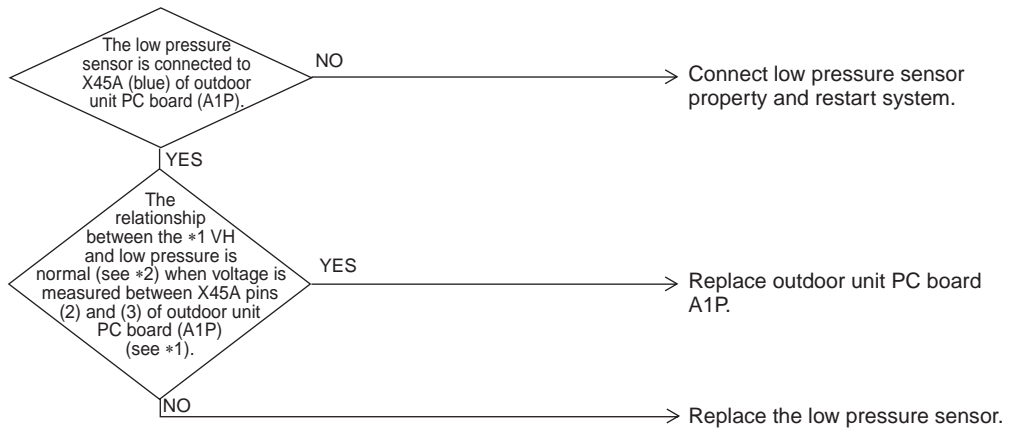 The low pressure
sensor is connected to
X45A (blue) of outdoor
unit PC board (A1P).
NO
Connect low pressure sensor
property and restart system.
YES
The
relationship
between the *1 VH
and low pressure is
normal (see *2) when voltage is
measured between X45A pins
(2) and (3) of outdoor unit
PC board (A1P)
(see *1).
YES
Replace outdoor unit PC board
A1P.
NO
Replace the low pressure sensor.